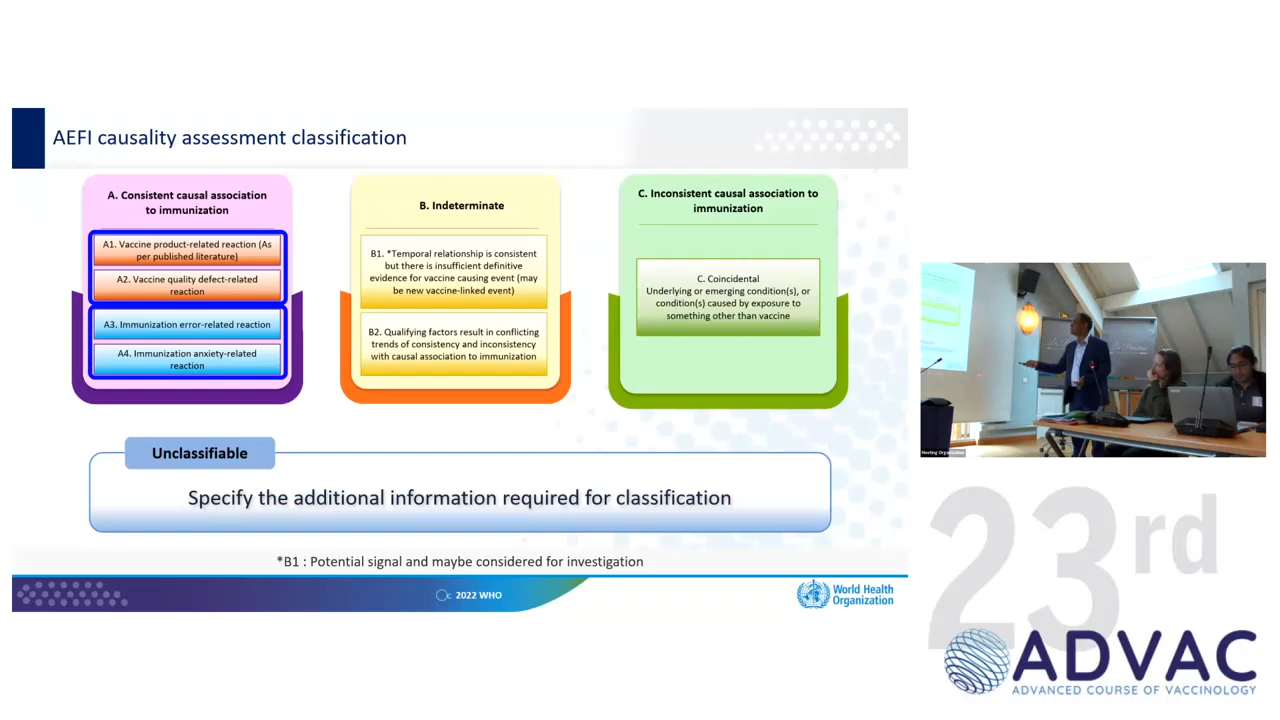 AEFI causality assessment classification
A. Consistent causal association
to immunization
A1. Vaccine product-related reaction (As
per published literature)
A2. Vaccine quality defect-related
reaction
A3. Immunization error-related reaction
A4. Immunization anxiety-related
reaction
B. Indeterminate
B1. *Temporal relationship is consistent
but there is insufficient definitive
evidence for vaccine causing event (may
be new vaccine-linked event)
B2. Qualifying factors result in conflicting
trends of consistency and inconsistency
with causal association to immunization
C. Inconsistent causal association to
immunization
C. Coincidental
Underlying or emerging condition(s), or
condition(s) caused by exposure to
something other than vaccine
Unclassifiable
Specify the additional information required for classification
*B1 : Potential signal and maybe considered for investigation
2022 WHO
World Health
Organization
Meeting Organization
23rd
ADVAC
ADVANCED COURSE OF VACCINOLOGY